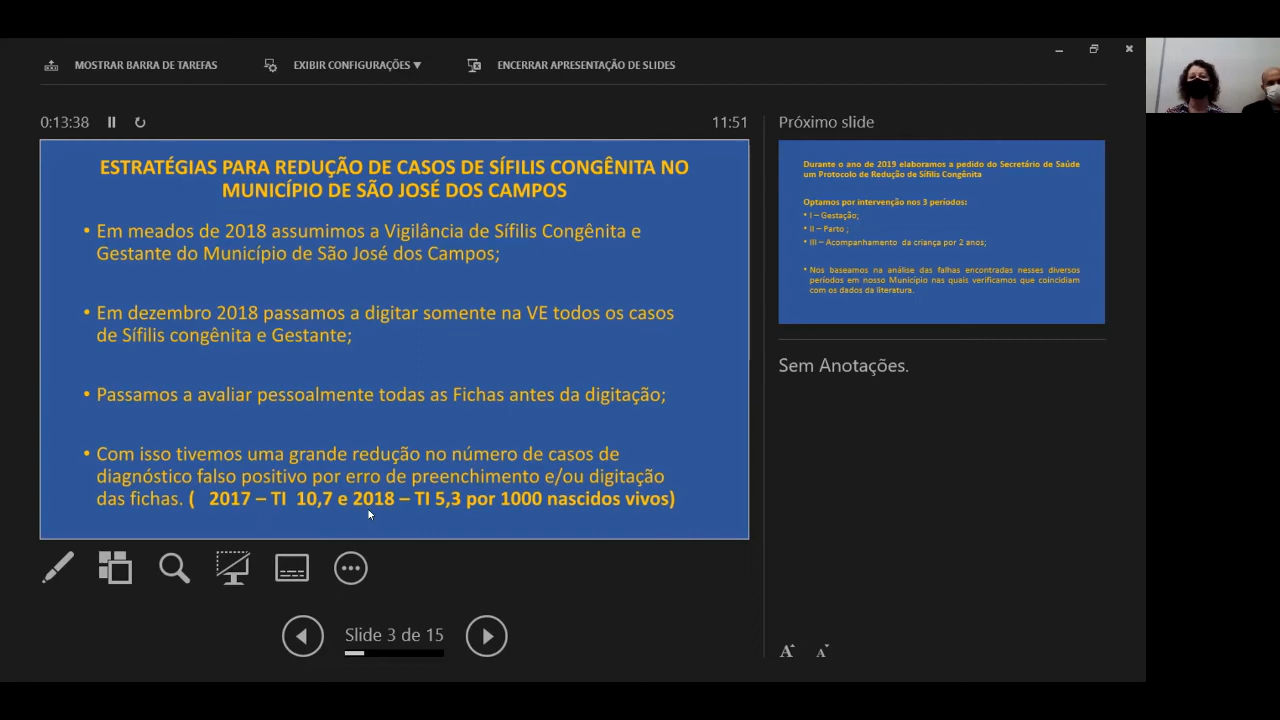 MOSTRAR BARRA DE TAREFAS
EXIBIR CONFIGURAÇÕES ▼
ENCERRAR APRESENTAÇÃO DE SLIDES
0:13:38
11:51
ESTRATÉGIAS PARA REDUÇÃO DE CASOS DE SÍFILIS CONGÊNITA NO
MUNICÍPIO DE SÃO JOSÉ DOS CAMPOS
• Em meados de 2018 assumimos a Vigilância de Sífilis Congênita e
Gestante do Município de São José dos Campos;
• Em dezembro 2018 passamos a digitar somente na VE todos os casos
de Sífilis congênita e Gestante;
• Passamos a avaliar pessoalmente todas as Fichas antes da digitação;
• Com isso tivemos uma grande redução no número de casos de
diagnóstico falso positivo por erro de preenchimento e/ou digitação
das fichas. ( 2017 – TI 10,7 e 2018 – TI 5,3 por 1000 nascidos vivos)
Slide 3 de 15
Próximo slide
Durante o ano de 2019 elaboramos a pedido do Secretário de Saúde
um Protocolo de Redução de Sífilis Congênita
Optamos por intervenção nos 3 períodos:
• I – Gestação;
• II – Parto ;
• III – Acompanhamento da criança por 2 anos;
• Nos baseamos na análise das falhas encontradas nesses diversos
períodos em nosso Município nas quais verificamos que coincidiam
com os dados da literatura.
Sem Anotações.
A A